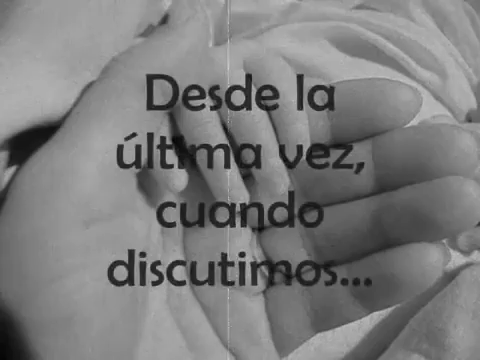 Desde la
última vez,
cuando
discutimos...